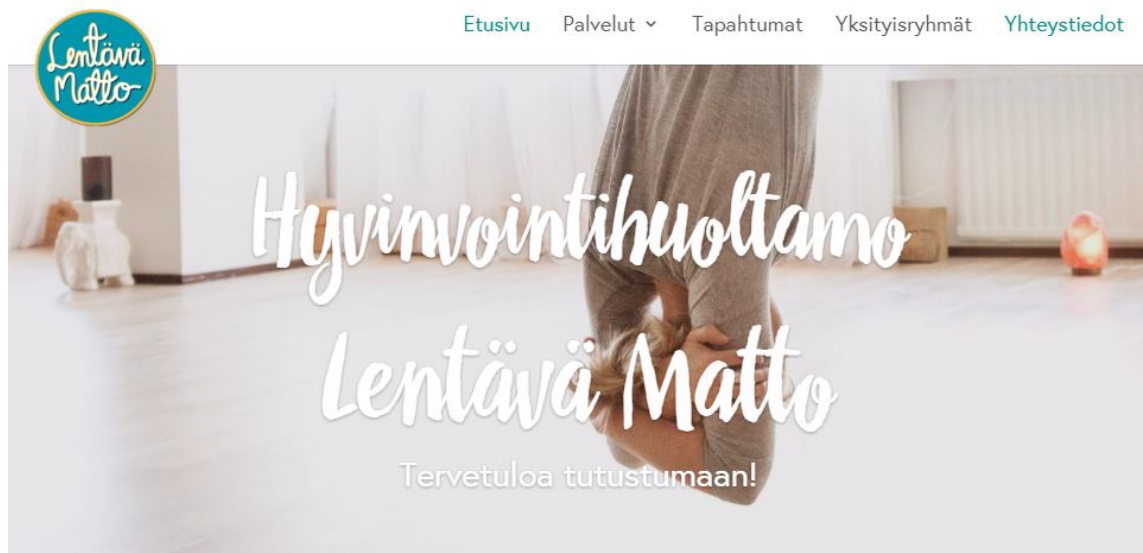 Lentävä
Matto
Etusivu Palvelut Tapahtumat Yksityisryhmät Yhteystiedot
Hyvinvointihuoltamo
Lentävä Matto
Tervetuloa tutustumaan!